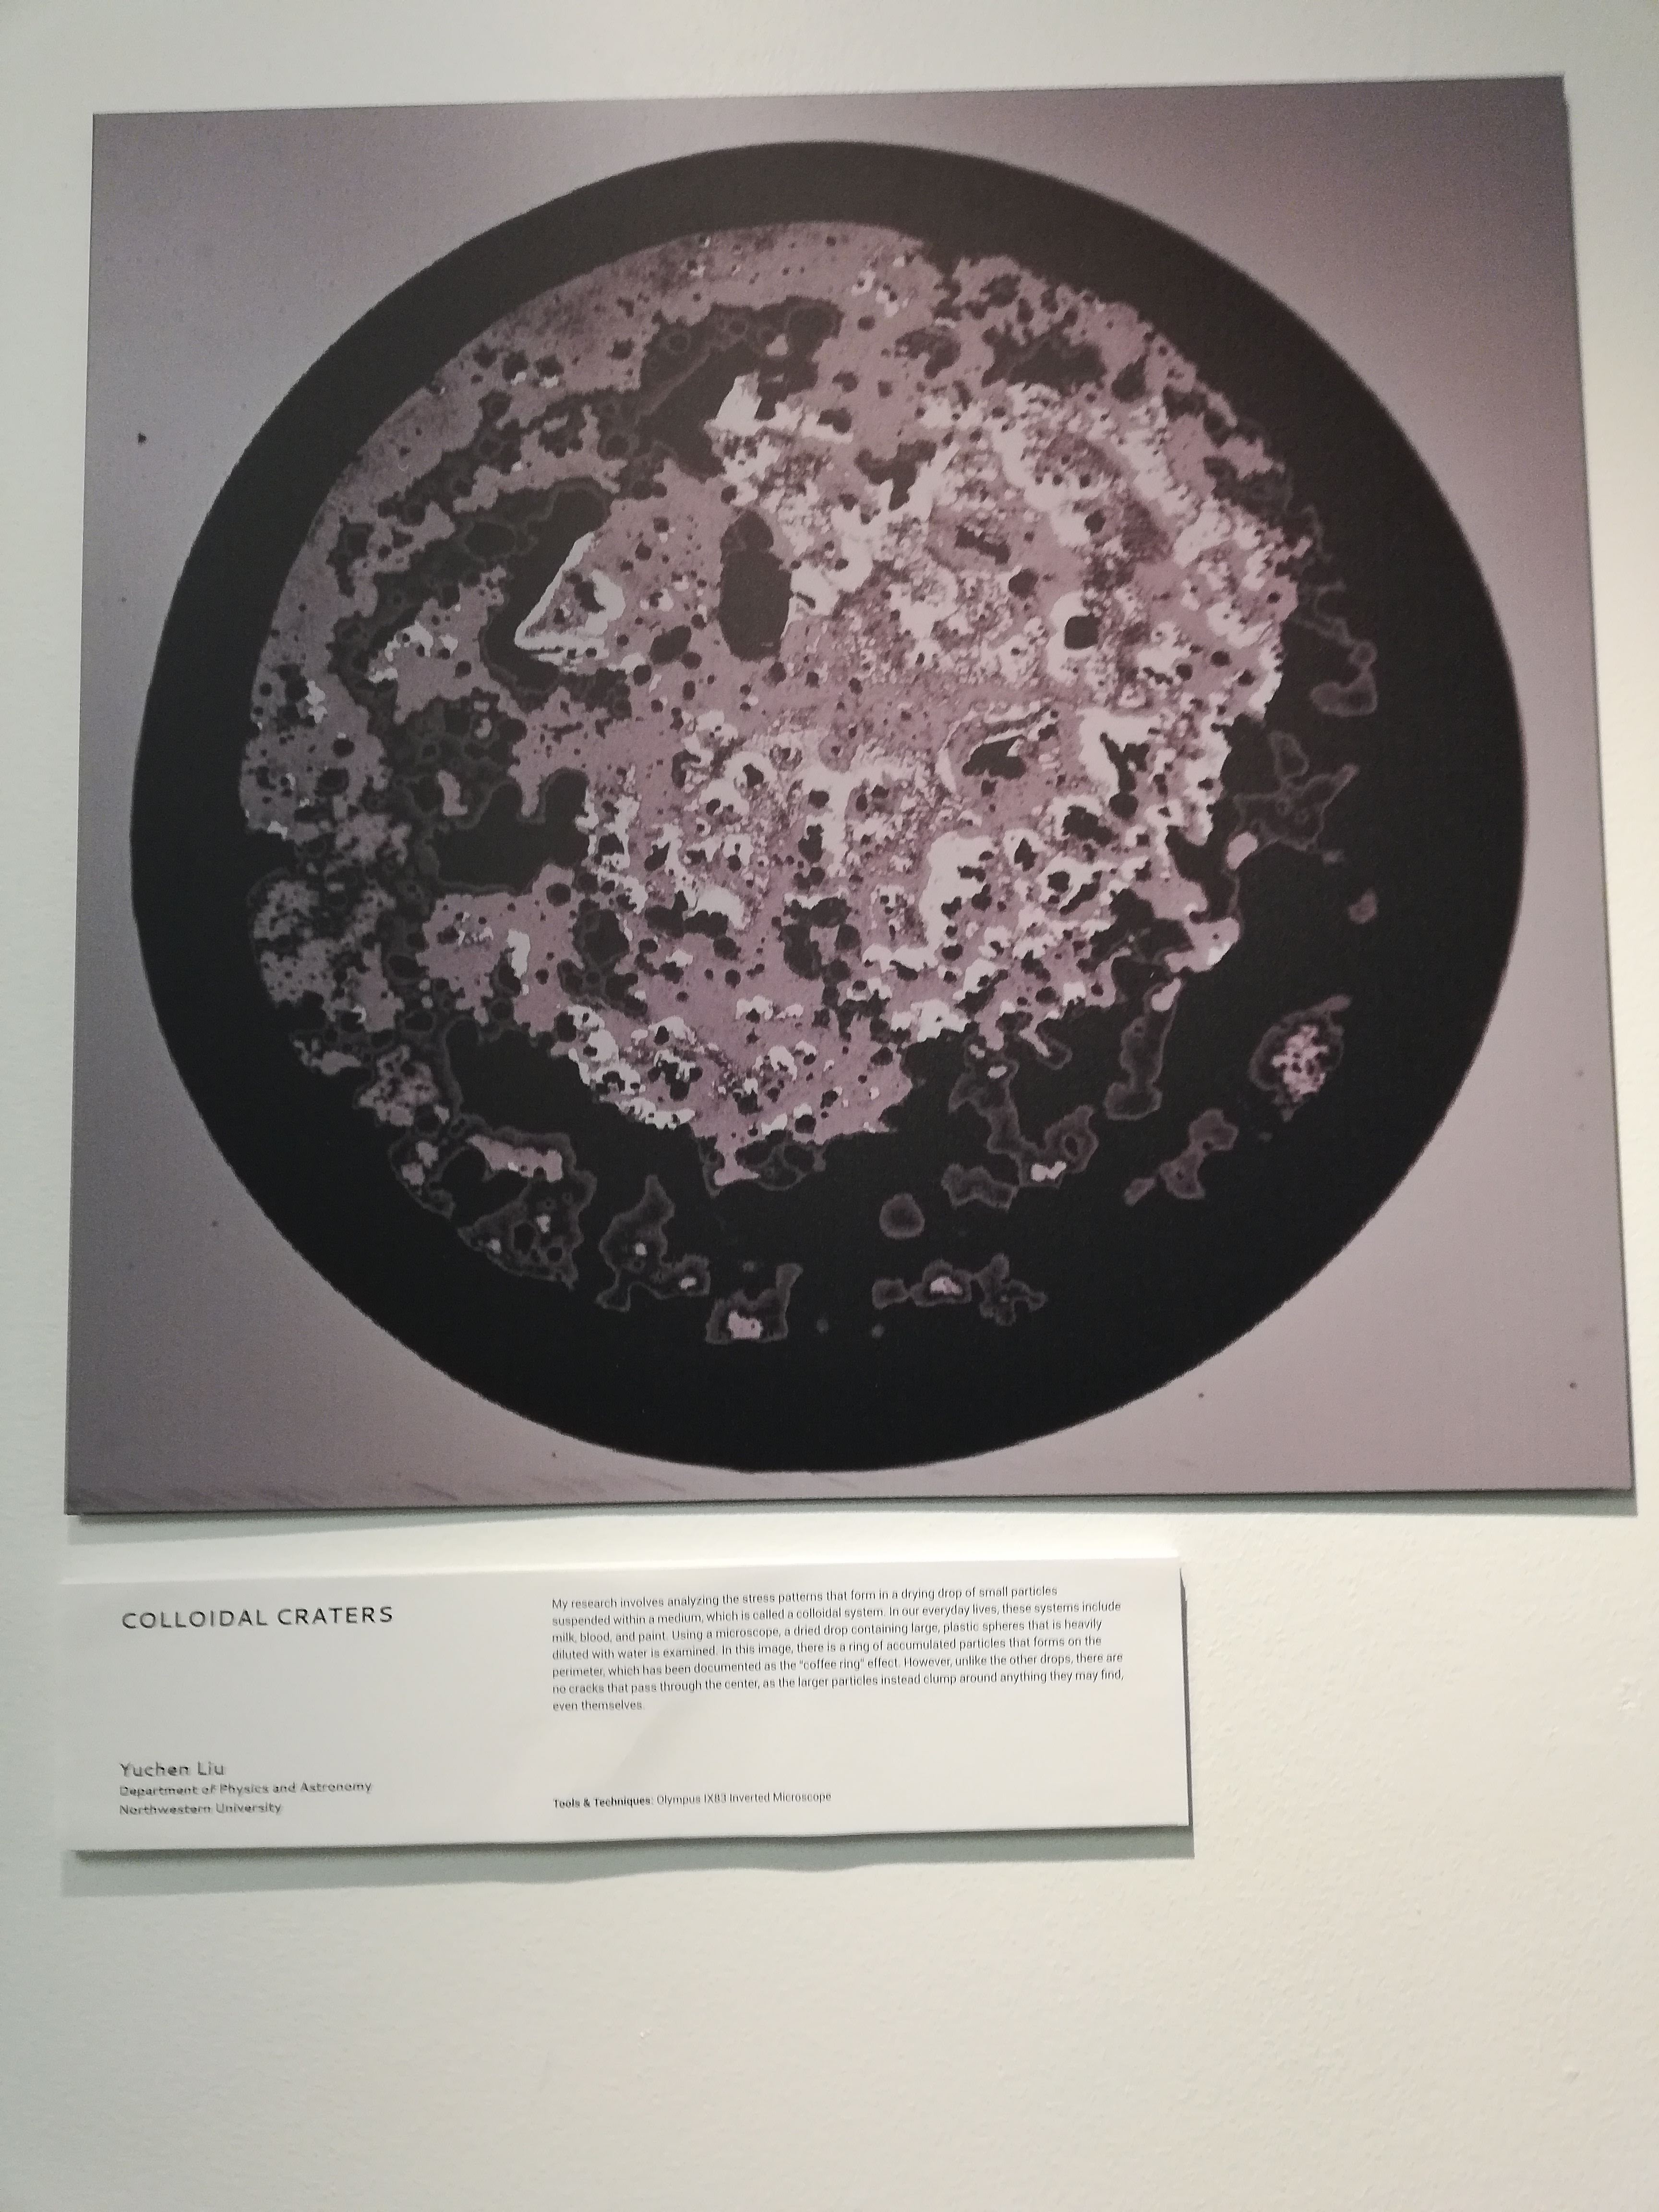 COLLOIDAL CRATERS
Yuchen Liu
Department of Physics and Astronomy
Northwestern University
My research involves analyzing the stress patterns that form in a drying drop of small particles
suspended within a medium, which is called a colloidal system. In our everyday lives, these systems include
milk, blood, and paint. Using a microscope, a dried drop containing large, plastic spheres that is heavily
diluted with water is examined. In this image, there is a ring of accumulated particles that forms on the
perimeter, which has been documented as the "coffee ring" effect. However, unlike the other drops, there are
no cracks that pass through the center, as the larger particles instead clump around anything they may find,
even themselves.
Tools & Techniques: Olympus IX83 Inverted Microscope